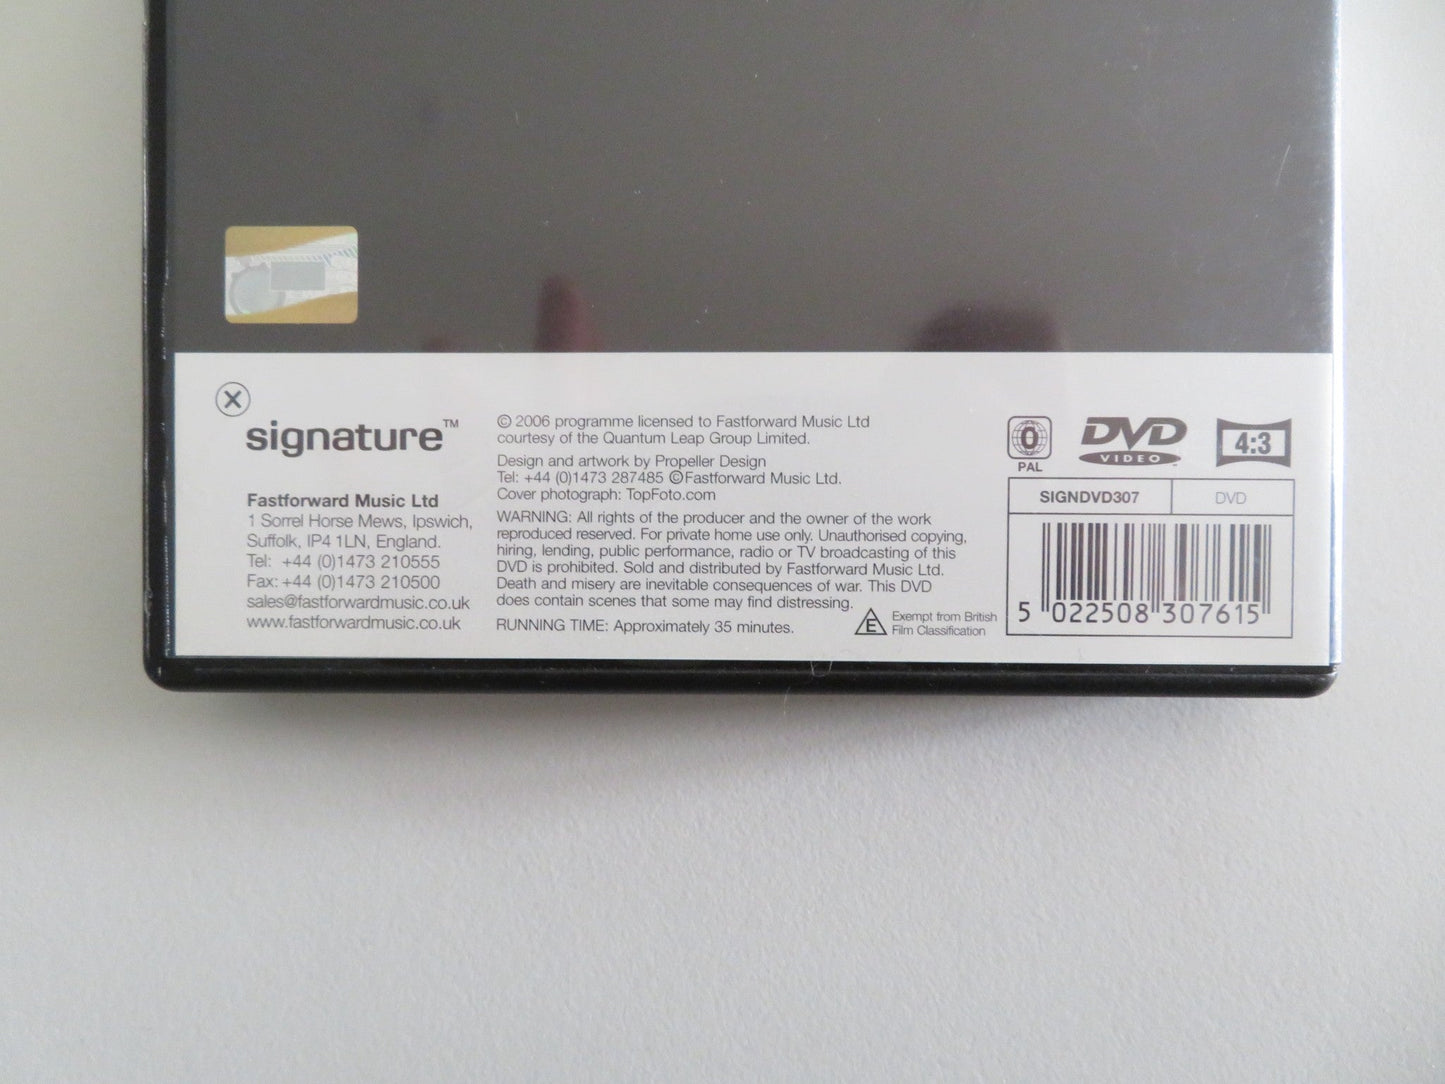 signature™
Fastforward Music Ltd
1 Sorrel Horse Mews, Ipswich,
Suffolk, IP4 1LN, England.
Tel: +44 (0)1473 210555
Fax: +44 (0)1473 210500
sales@fastforwardmusic.co.uk
www.fastforwardmusic.co.uk
© 2006 programme licensed to Fastforward Music Ltd
courtesy of the Quantum Leap Group Limited.
Design and artwork by Propeller Design
Tel: +44 (0)1473 287485 ©Fastforward Music Ltd.
Cover photograph: TopFoto.com
WARNING: All rights of the producer and the owner of the work
reproduced reserved. For private home use only. Unauthorised copying,
hiring, lending, public performance, radio or TV broadcasting of this
DVD is prohibited. Sold and distributed by Fastforward Music Ltd.
Death and misery are inevitable consequences of war. This DVD
does contain scenes that some may find distressing.
RUNNING TIME: Approximately 35 minutes.
E
Exempt from British
Film Classification
0
PAL
DVD
VIDEO
4:3
SIGNDVD307 DVD
5 022508 307615